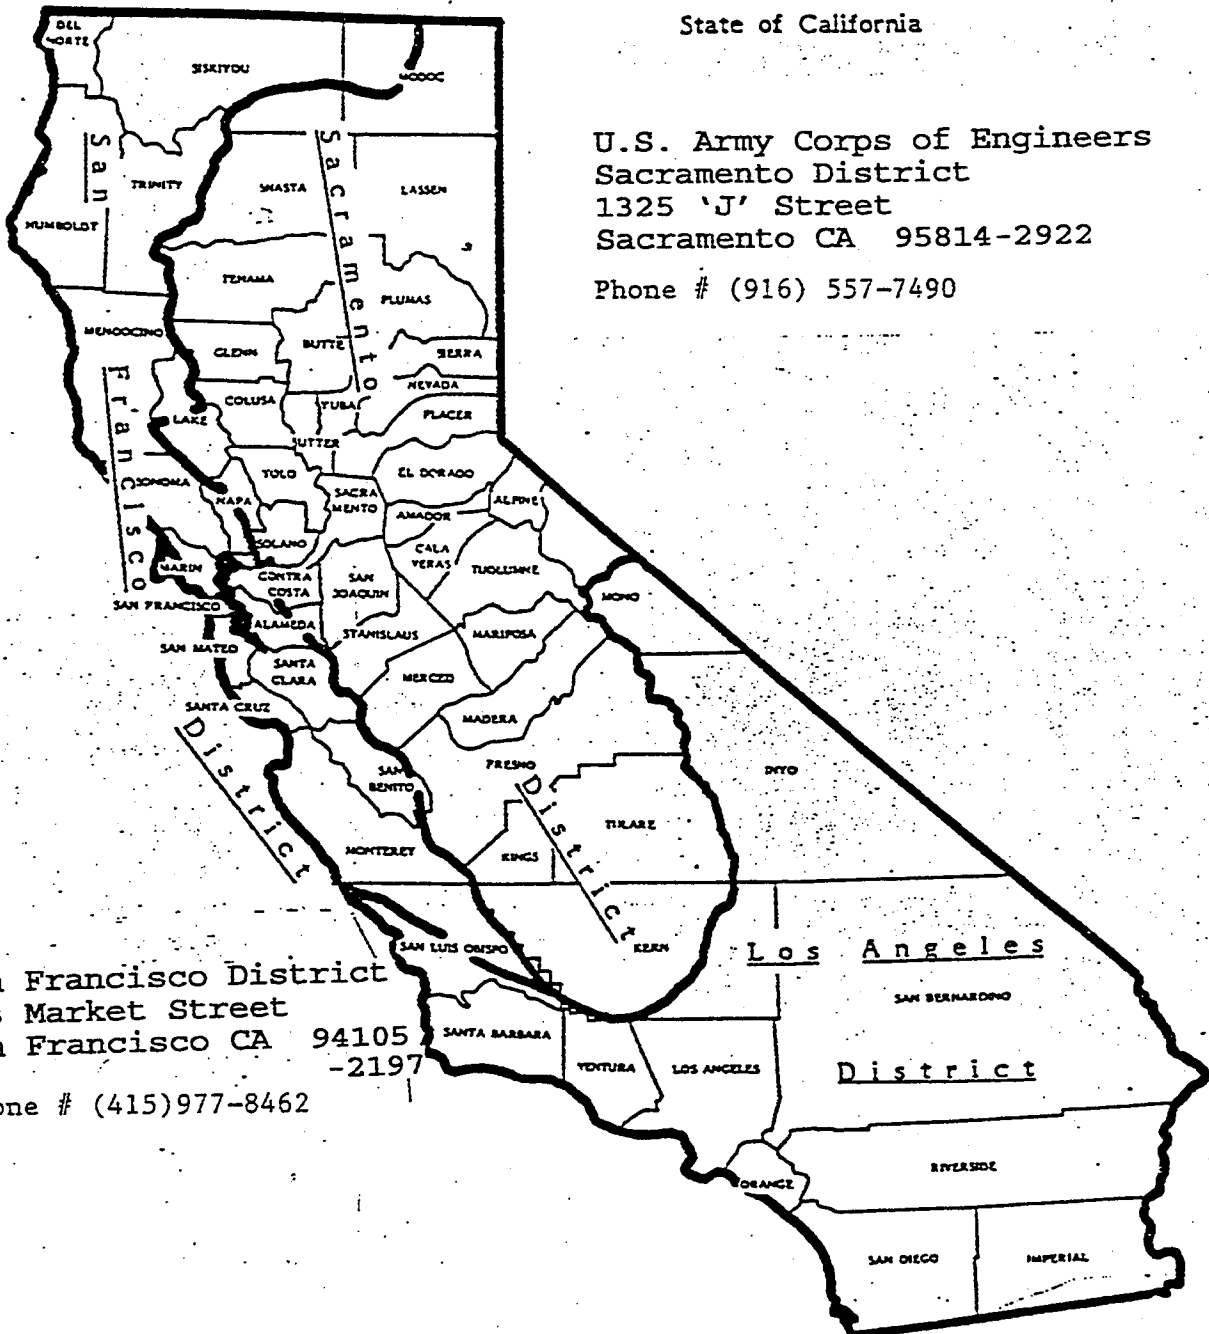 State of California
U.S. Army Corps of Engineers
Sacramento District
1325 'J' Street
Sacramento CA 95814-2922
Phone # (916) 557-7490
DEL
NORTE
SISKIYOU
MODOC
San
TRINITY
HUMBOLDT
SHASTA
Sacramento
LASSEN
TEHAMA
PLUMAS
MENDOCINO
GLENN
BUTTE
SIERRA
NEVADA
Francisco
LAKE
COLUSA
YUBA
PLACER
SUTTER
SONOMA
NAPA
YOLO
SACRA
MENTO
EL DORADO
AMADOR
ALPINE
SOLANO
MARIN
CONTRA
COSTA
SAN
JOAQUIN
CALA
VERAS
TUOLUMNE
MONO
SAN FRANCISCO
ALAMEDA
STANISLAUS
MARIPOSA
SAN MATEO
SANTA
CLARA
MERCED
SANTA CRUZ
MADERA
District
SAN
BENITO
FRESNO
District
INYO
TULARE
MONTEREY
KINGS
SAN LUIS OBISPO
KERN
Los Angeles
SAN BERNARDINO
District
n Francisco District
s Market Street
n Francisco CA 94105
-2197
one # (415)977-8462
SANTA BARBARA
VENTURA
LOS ANGELES
ORANGE
RIVERSIDE
SAN DIEGO
IMPERIAL